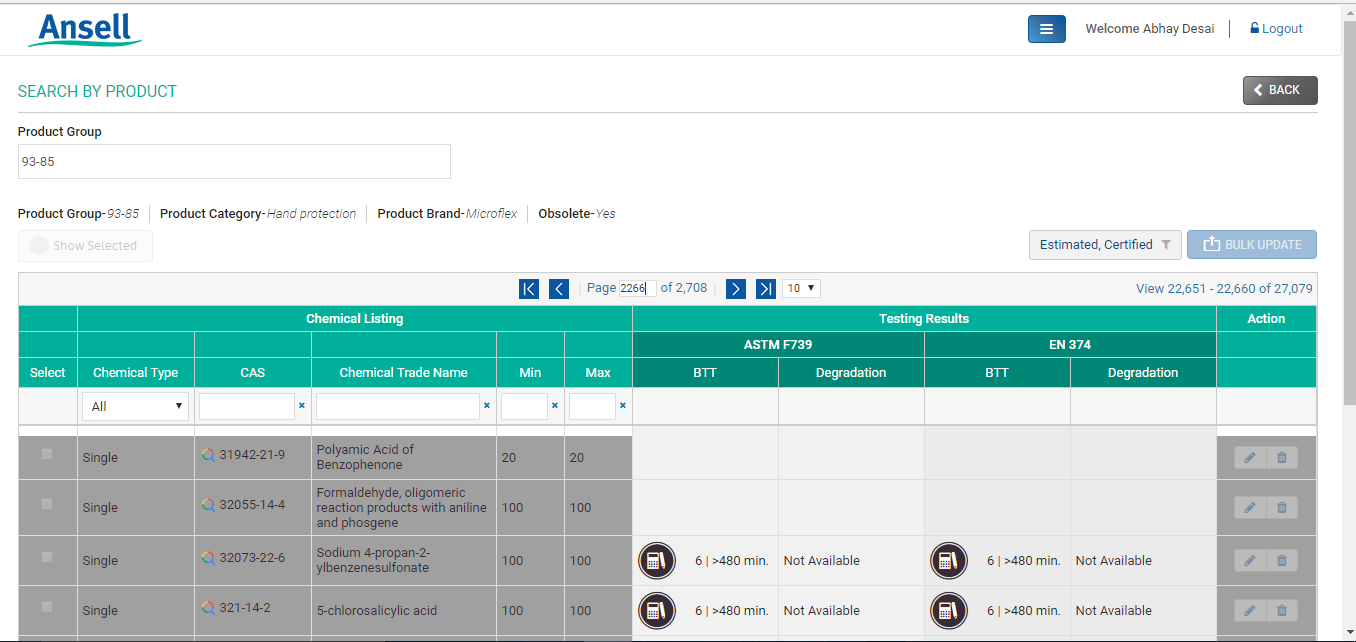 Ansell
Welcome Abhay Desai
Logout
SEARCH BY PRODUCT
BACK
Product Group
93-85
Product Group-93-85
Product Category-Hand protection
Product Brand-Microflex
Obsolete-Yes
Show Selected
Estimated, Certified
BULK UPDATE
Page 2266 of 2,708
10
View 22,651 - 22,660 of 27,079
Chemical Listing
Testing Results
Action
ASTM F739
EN 374
Select
Chemical Type
CAS
Chemical Trade Name
Min
Max
BTT
Degradation
BTT
Degradation
All
×
×
×
×
Single
31942-21-9
Polyamic Acid of
Benzophenone
20
20
Single
32055-14-4
Formaldehyde, oligomeric
reaction products with aniline
and phosgene
100
100
Single
32073-22-6
Sodium 4-propan-2-
ylbenzenesulfonate
100
100
6 | >480 min.
Not Available
6 | >480 min.
Not Available
Single
321-14-2
5-chlorosalicylic acid
100
100
6 | >480 min.
Not Available
6 | >480 min.
Not Available